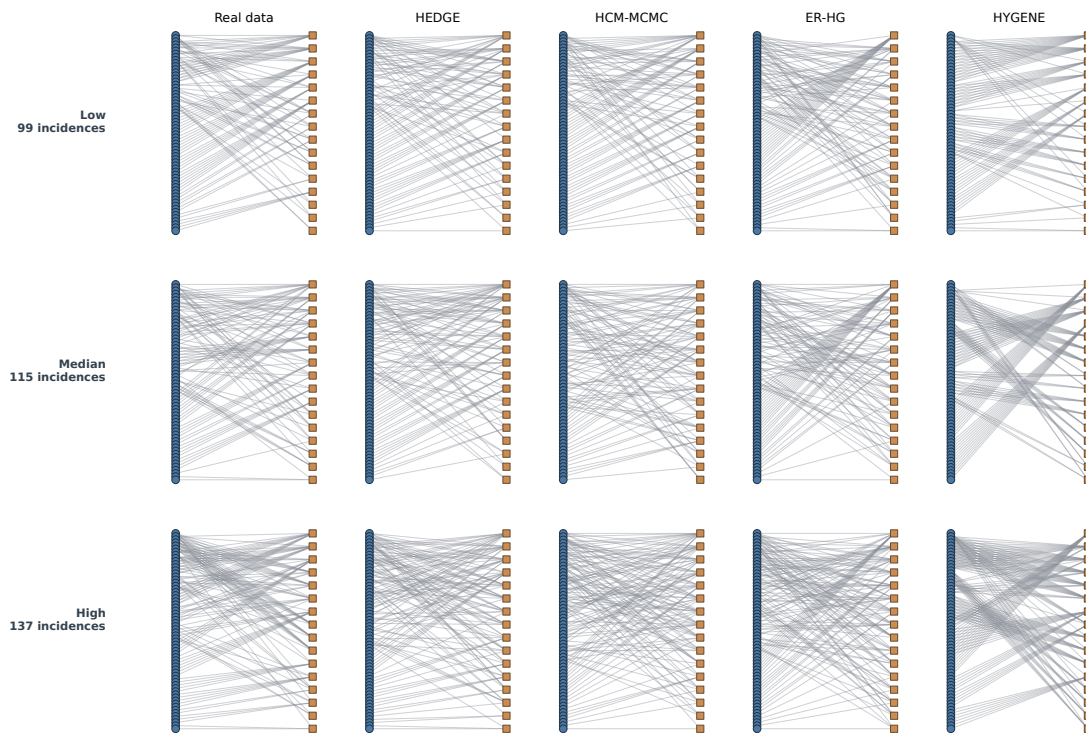 Real data HEDGE HCM-MCMC ER-HG HYGENE
Low
99 incidences
Median
115 incidences
High
137 incidences